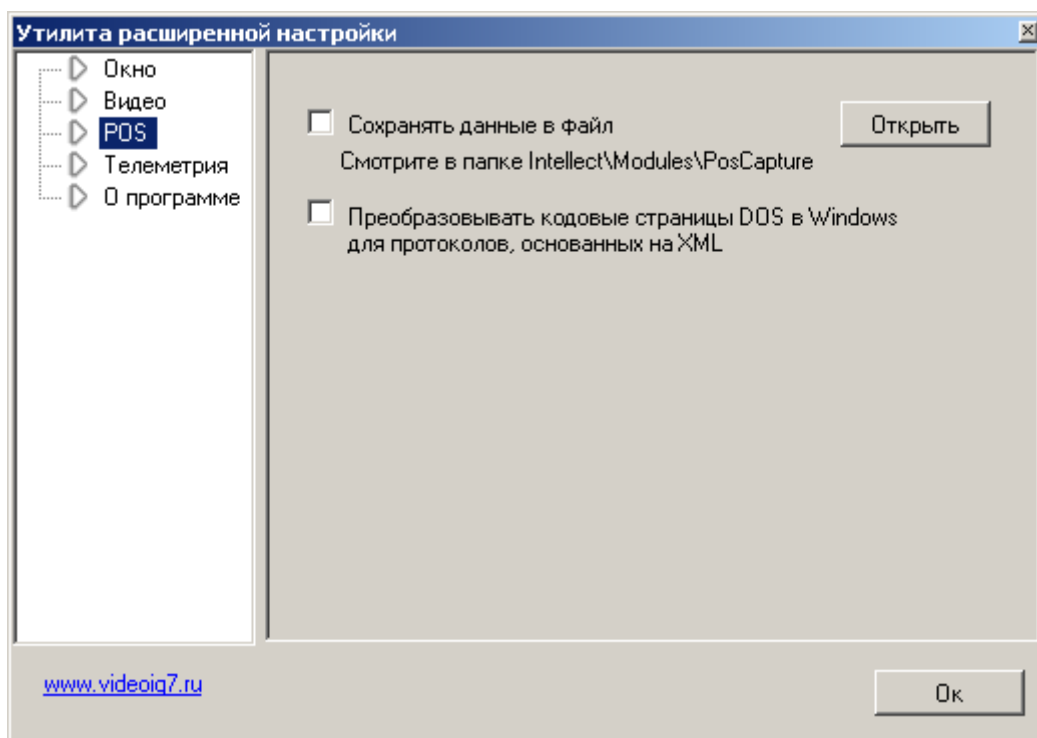 Утилита расширенной настройки
Окно
Видео
POS
Телеметрия
О программе
Сохранять данные в файл
Открыть
Смотрите в папке Intellect\Modules\PosCapture
Преобразовывать кодовые страницы DOS в Windows
для протоколов, основанных на XML
www.videoiq7.ru
Ок